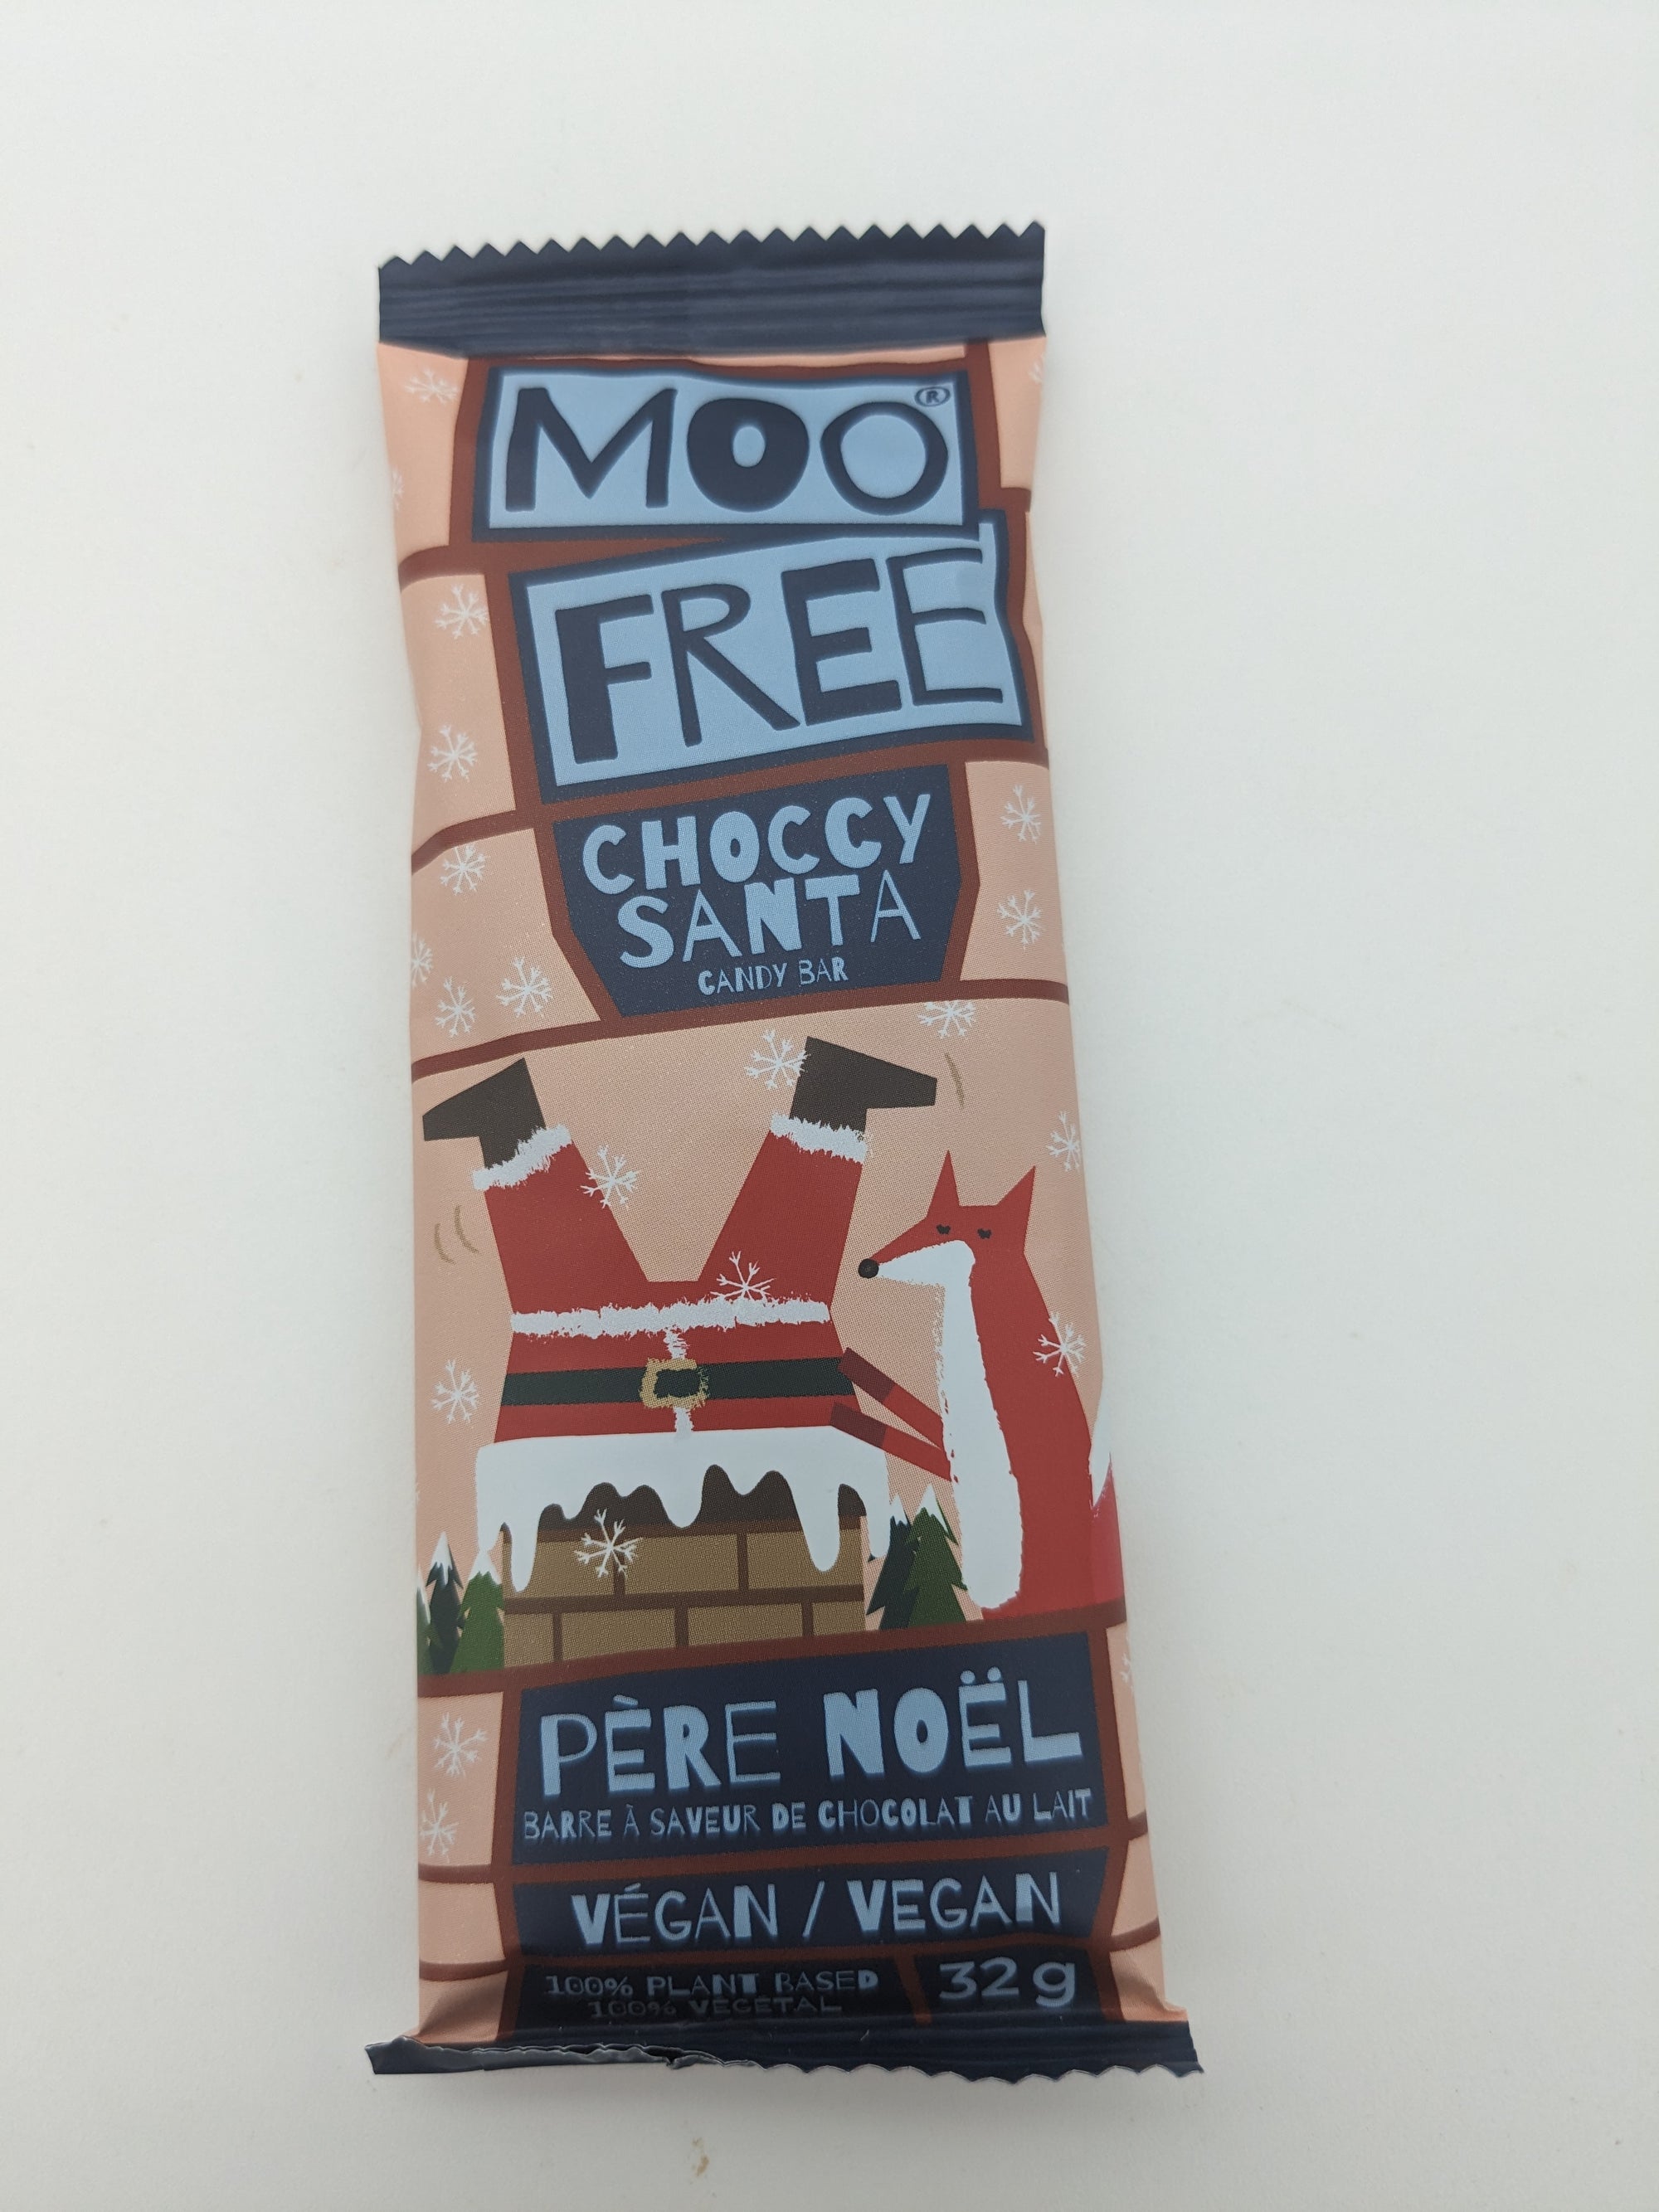 MOO®
FREE
CHOCCY
SANTA
CANDY BAR
PÈRE NOËL
BARRE À SAVEUR DE CHOCOLAT AU LAIT
VÉGAN / VEGAN
100% PLANT BASED
100% VÉGÉTAL
32 g